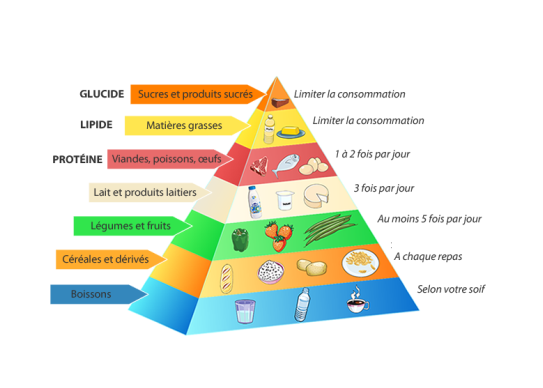 GLUCIDE Sucres et produits sucrés Limiter la consommation
LIPIDE Matières grasses Limiter la consommation
PROTÉINE Viandes, poissons, œufs 1 à 2 fois par jour
Lait et produits laitiers 3 fois par jour
Légumes et fruits Au moins 5 fois par jour
Céréales et dérivés A chaque repas
Boissons Selon votre soif